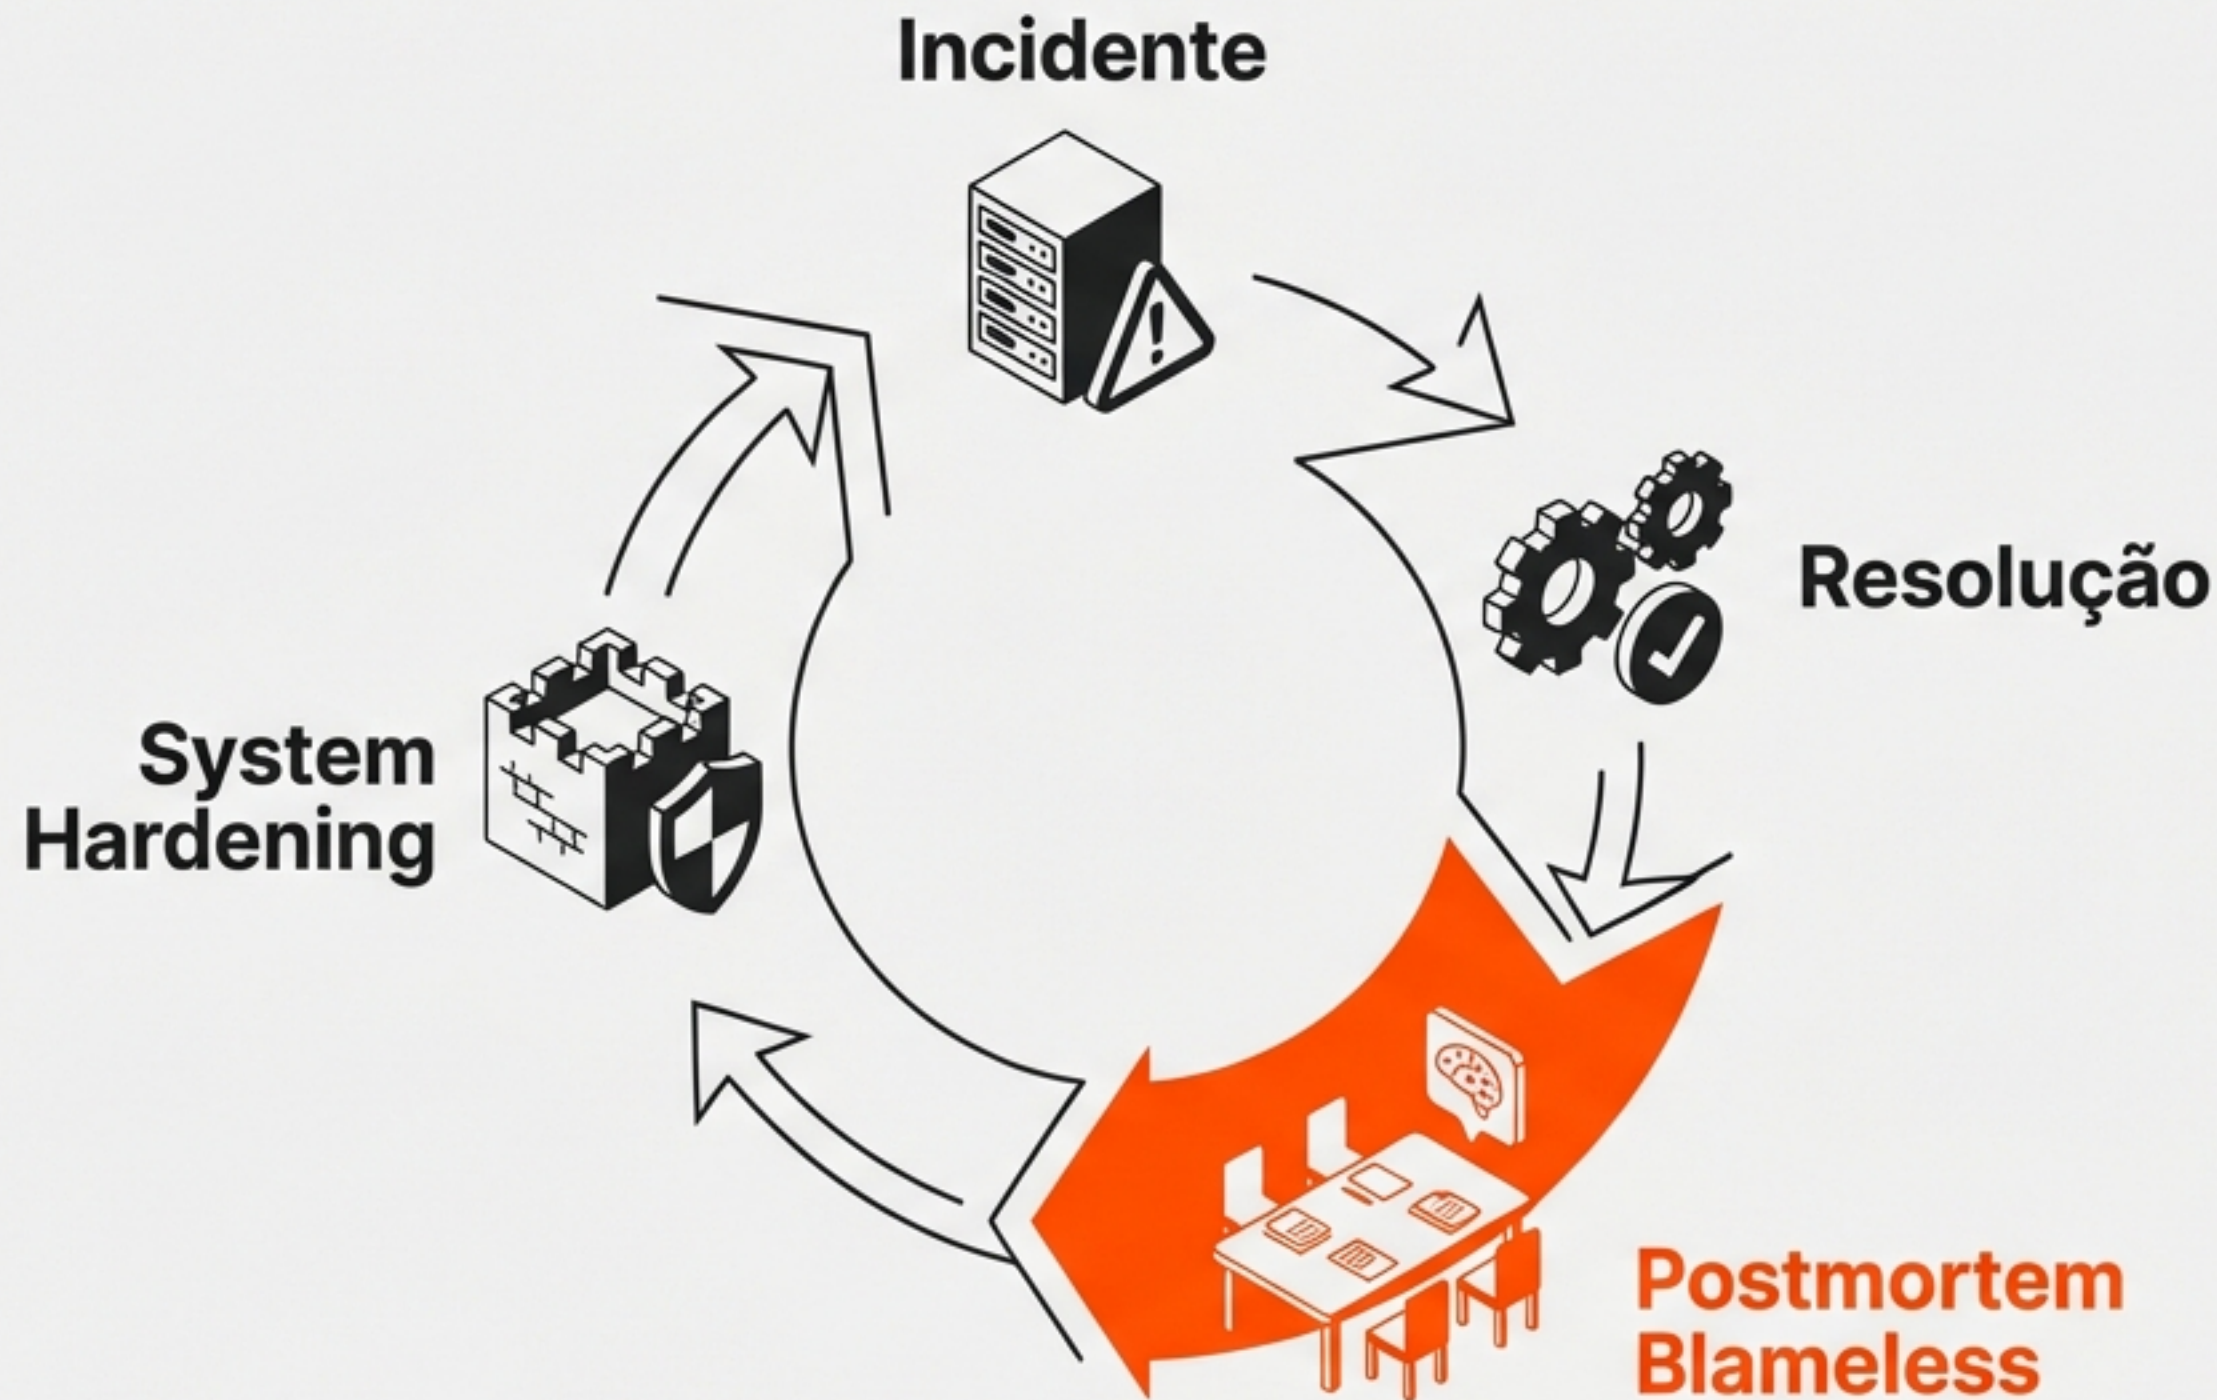 Incidente
Resolução
System
Hardening
Postmortem
Blameless